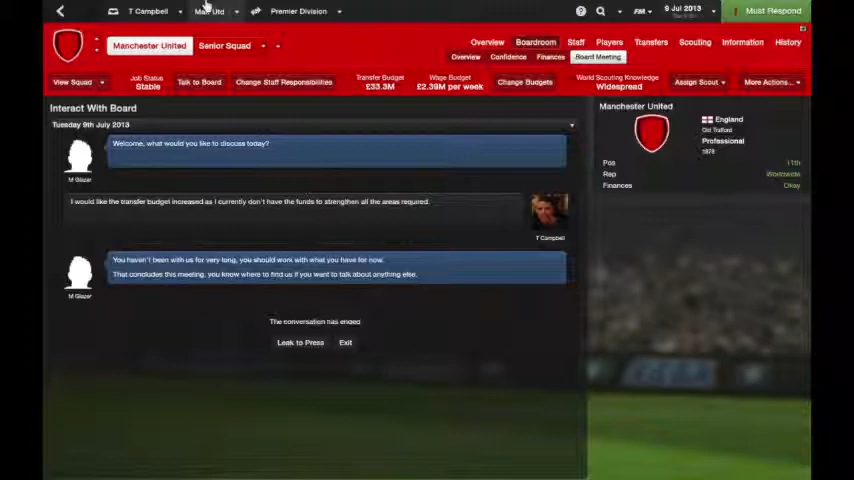 T Campbell
Man Utd
Premier Division
FM
9 Jul 2013
Must Respond
Manchester United
Senior Squad
Overview Boardroom Staff Players Transfers Scouting Information History
Overview Confidence Finances Board Meeting
View Squad
Job Status
Stable
Talk to Board
Change Staff Responsibilities
Transfer Budget
£33.3M
Wage Budget
£2.39M per week
Change Budgets
World Scouting Knowledge
Widespread
Assign Scout
More Actions...
Interact With Board
Tuesday 9th July 2013
Welcome, what would you like to discuss today?
M Glazer
I would like the transfer budget increased as I currently don't have the funds to strengthen all the areas required.
T Campbell
You haven't been with us for very long, you should work with what you have for now.
That concludes this meeting, you know where to find us if you want to talk about anything else.
M Glazer
The conversation has ended
Leak to Press Exit
Manchester United
England
Old Trafford
Professional
1878
Pos 11th
Rep Worldwide
Finances Okay